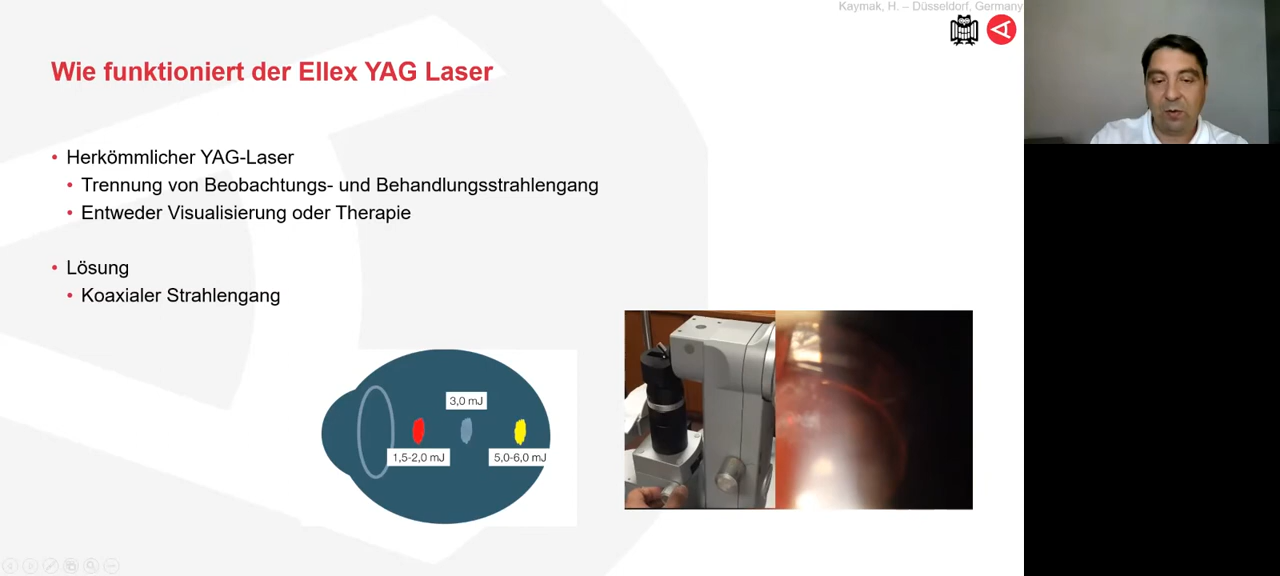 Kaymak, H. – Düsseldorf, Germany
Wie funktioniert der Ellex YAG Laser
• Herkömmlicher YAG-Laser
• Trennung von Beobachtungs- und Behandlungsstrahlengang
• Entweder Visualisierung oder Therapie
• Lösung
• Koaxialer Strahlengang
3,0 mJ
1,5-2,0 mJ
5,0-6,0 mJ